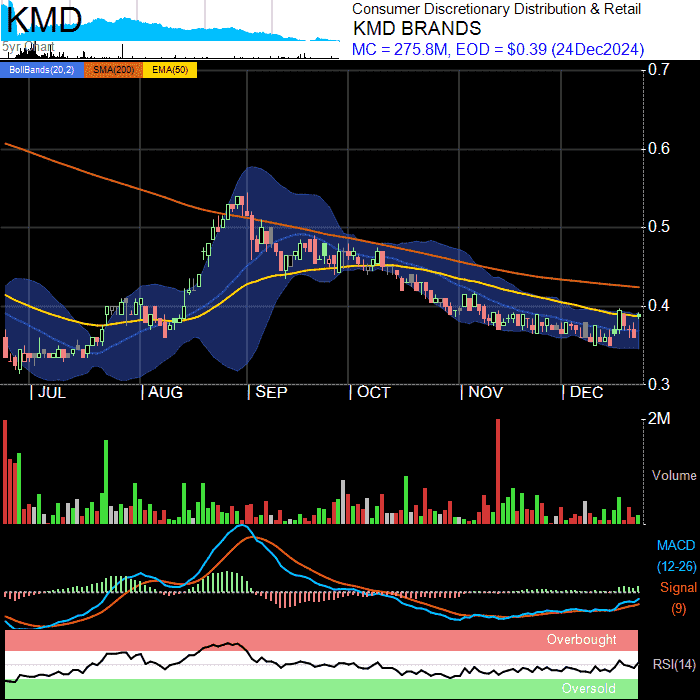 KMD
5yr Chart
Consumer Discretionary Distribution & Retail
KMD BRANDS
MC = 275.8M, EOD = $0.39 (24Dec2024)
BollBands(20,2) SMA(200) EMA(50)
0.7
0.6
0.5
0.4
0.3
JUL AUG SEP OCT NOV DEC
2M
Volume
MACD
(12-26)
Signal
(9)
Overbought
RSI(14)
Oversold